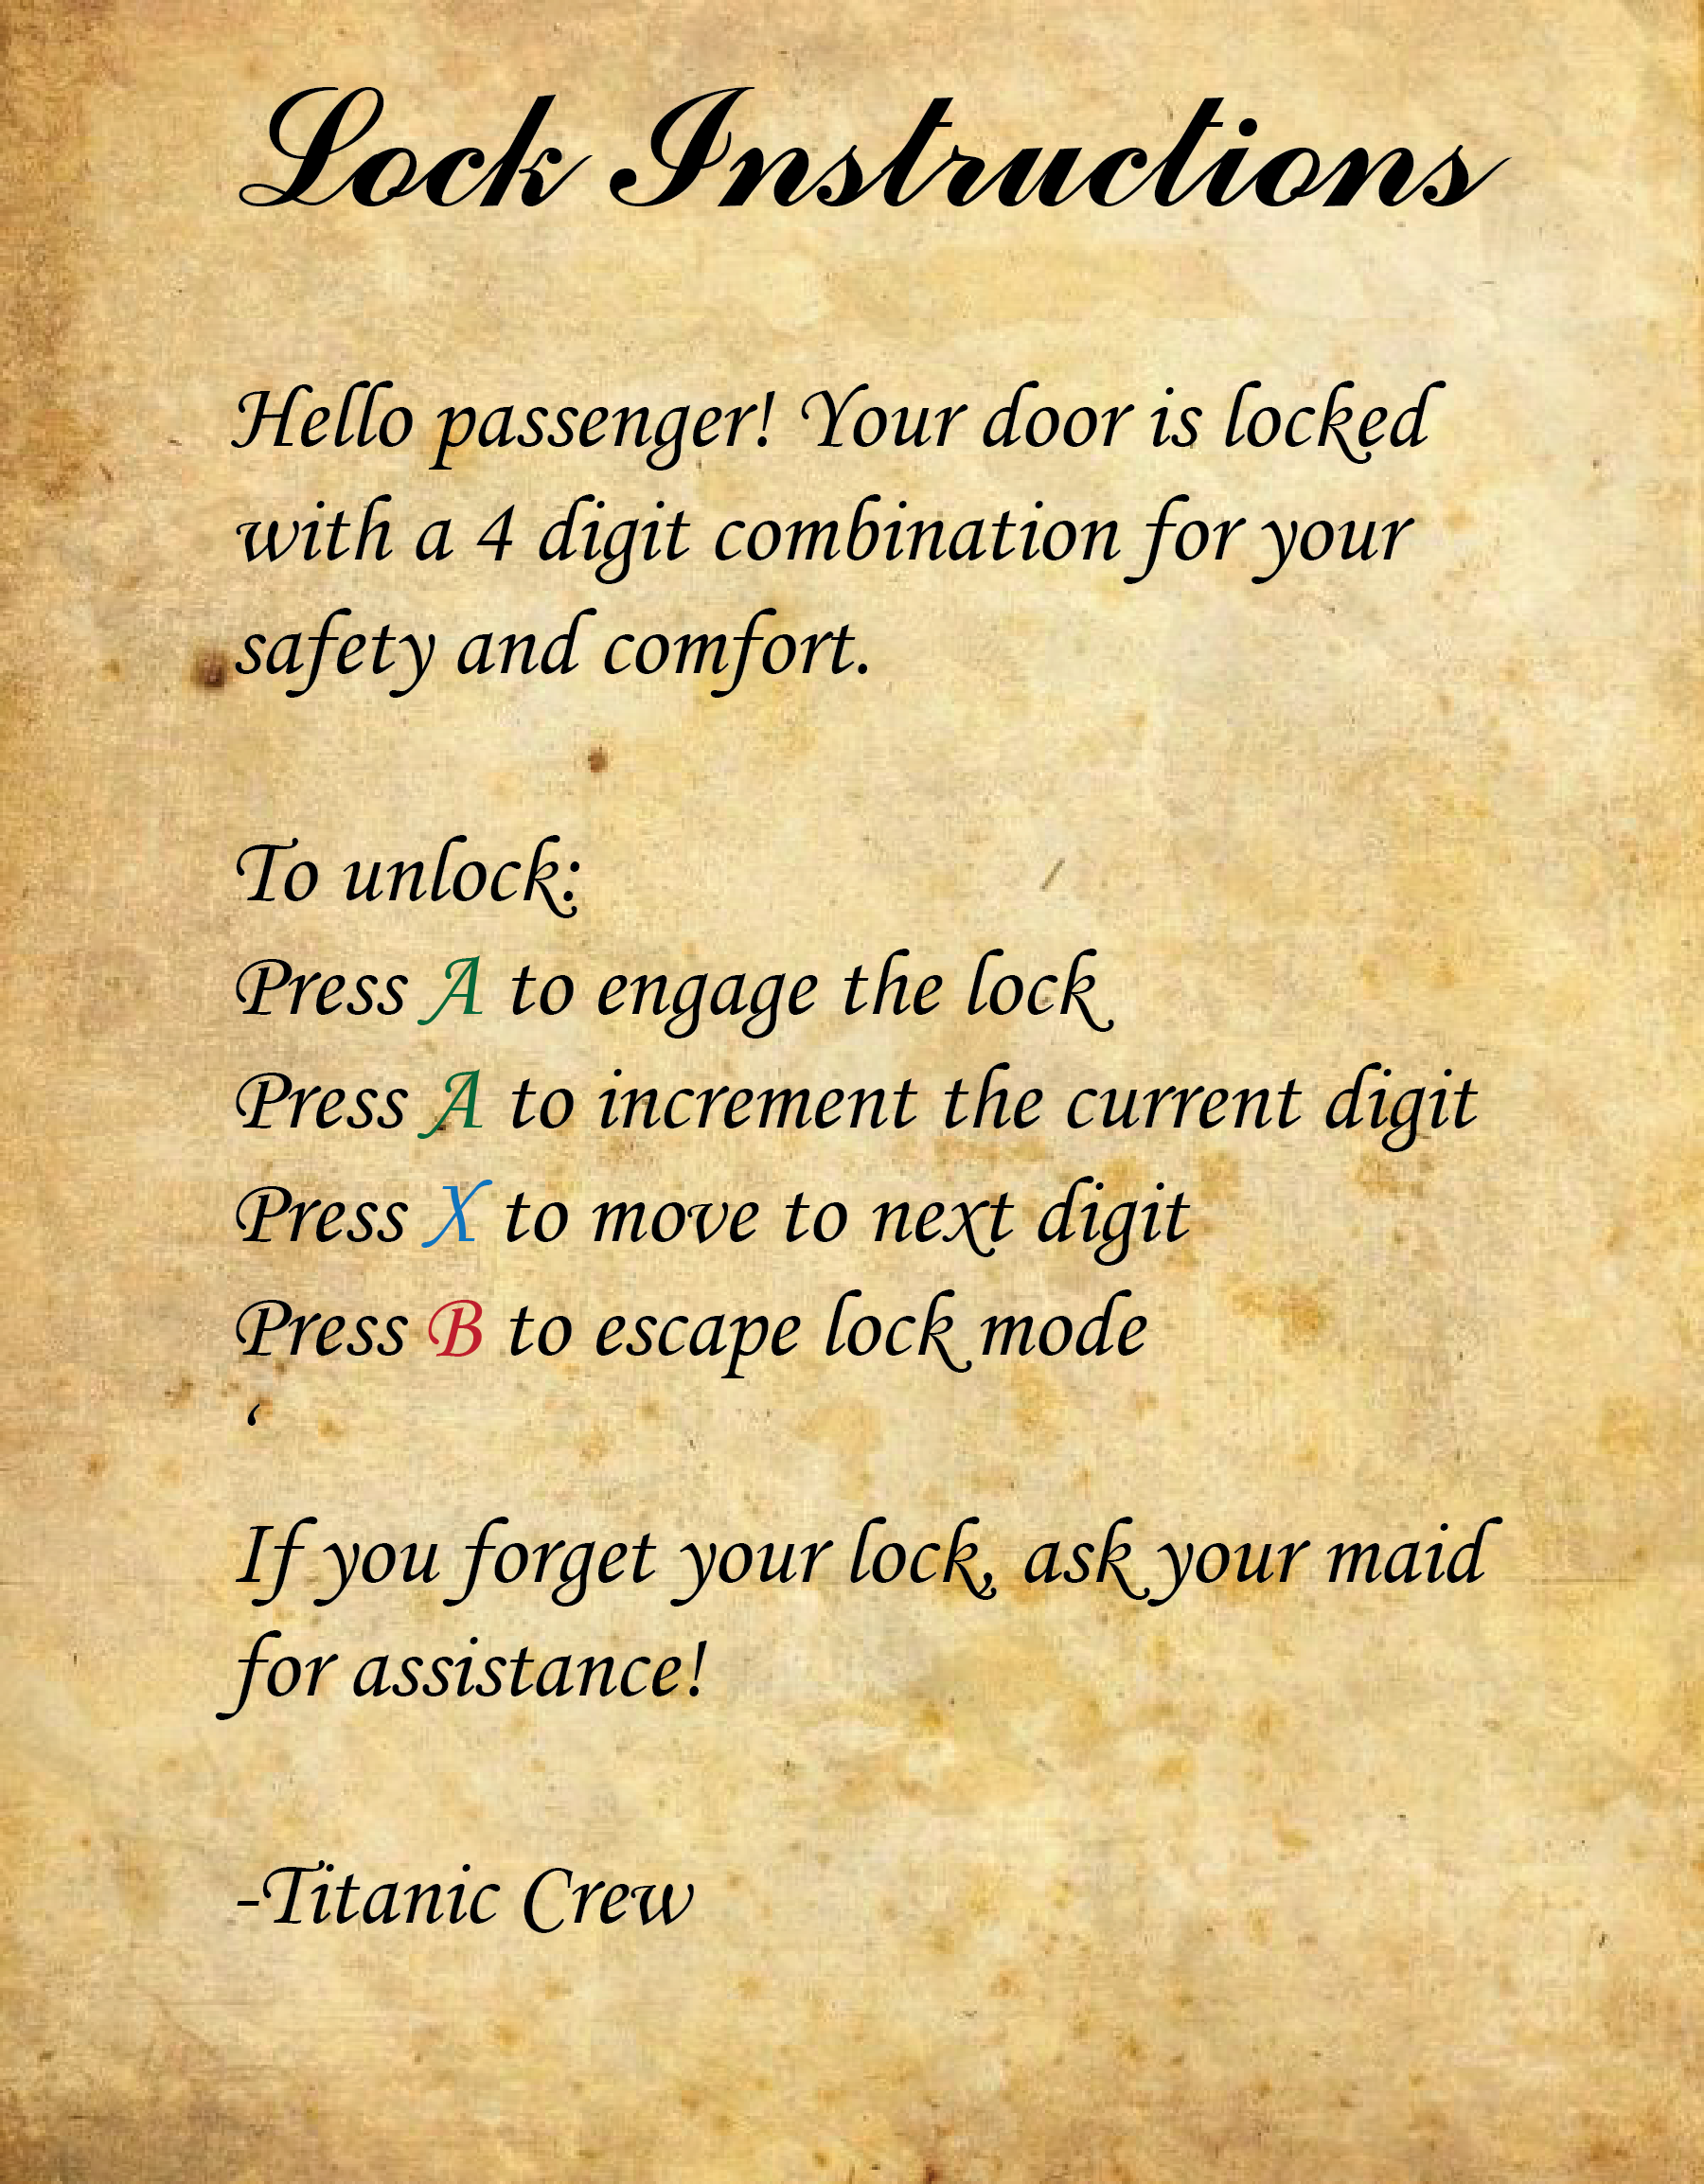 Lock Instructions
Hello passenger! Your door is locked
with a 4 digit combination for your
safety and comfort.
To unlock:
Press A to engage the lock
Press A to increment the current digit
Press X to move to next digit
Press B to escape lock mode
‘
If you forget your lock, ask your maid
for assistance!
-Titanic Crew